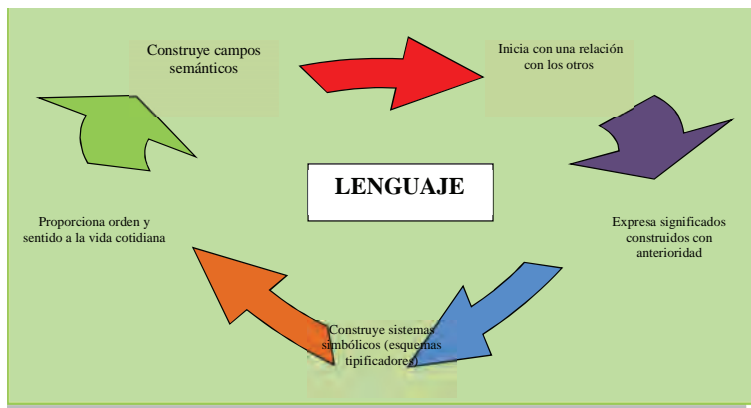 Construye campos
semánticos
Inicia con una relación
con los otros
LENGUAJE
Proporciona orden y
sentido a la vida cotidiana
Expresa significados
construidos con
anterioridad
Construye sistemas
simbólicos (esquemas
tipificadores)